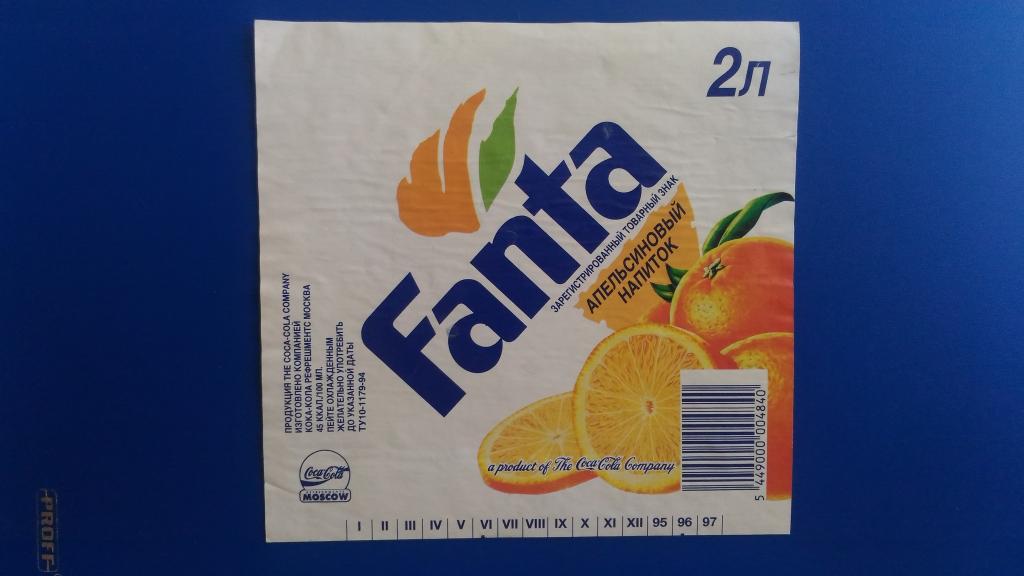 2л
Fanta
ЗАРЕГИСТРИРОВАННЫЙ ТОВАРНЫЙ ЗНАК
АПЕЛЬСИНОВЫЙ
НАПИТОК
ПРОДУКЦИЯ THE COCA-COLA COMPANY
ИЗГОТОВЛЕНО КОМПАНИЕЙ
КОКА-КОЛА РЕФРЕШМЕНТС МОСКВА
45 ККАЛ/100 МЛ.
ПЕЙТЕ ОХЛАЖДЕННЫМ
ЖЕЛАТЕЛЬНО УПОТРЕБИТЬ
ДО УКАЗАННОЙ ДАТЫ
ТУ10-1179-94
Coca-Cola
MOSCOW
a product of The Coca-Cola Company
5 449000 004840
I II III IV V VI VII VIII IX X XI XII 95 96 97
PROFF